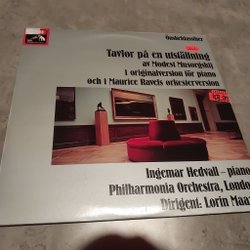 Önskeklassiker
Tavlor på en utställning
av Modest Musorgskij
i originalversion för piano
och i Maurice Ravels orkesterversion
Ingemar Hedvall – piano
Philharmonia Orchestra, London
Dirigent: Lorin Maaz